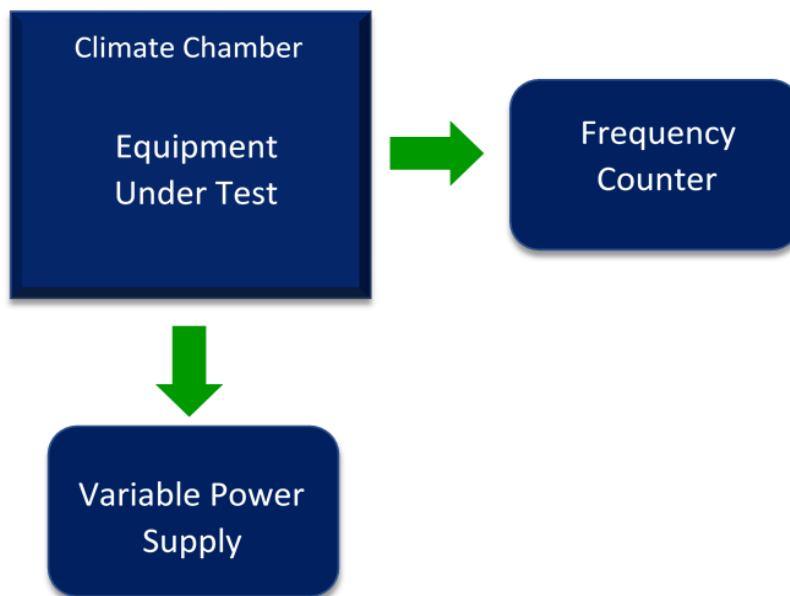 Climate Chamber
Equipment
Under Test
Frequency
Counter
Variable Power
Supply